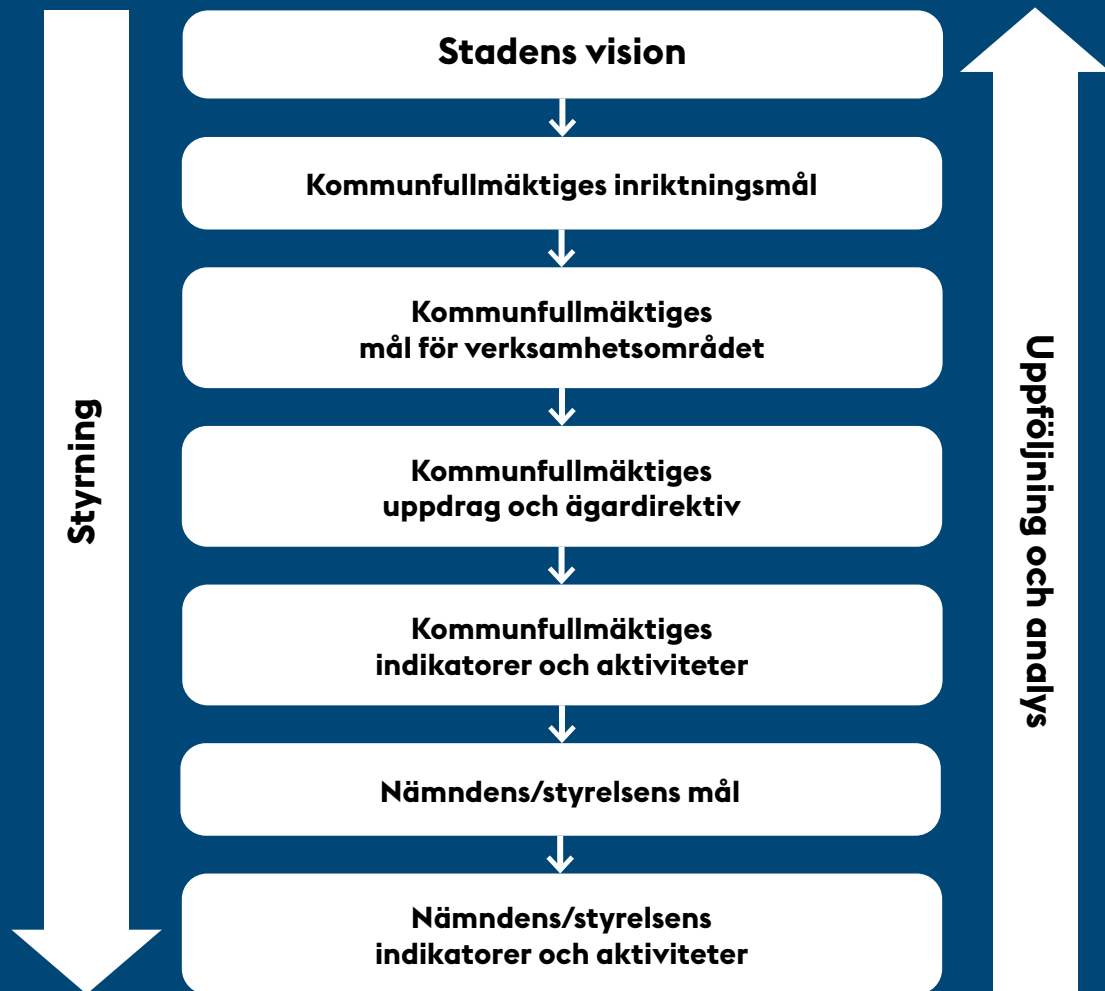 Stadens vision
Kommunfullmäktiges inriktningsmål
Kommunfullmäktiges
mål för verksamhetsområdet
Kommunfullmäktiges
uppdrag och ägardirektiv
Kommunfullmäktiges
indikatorer och aktiviteter
Nämndens/styrelsens mål
Nämndens/styrelsens
indikatorer och aktiviteter
Styrning
Uppföljning och analys